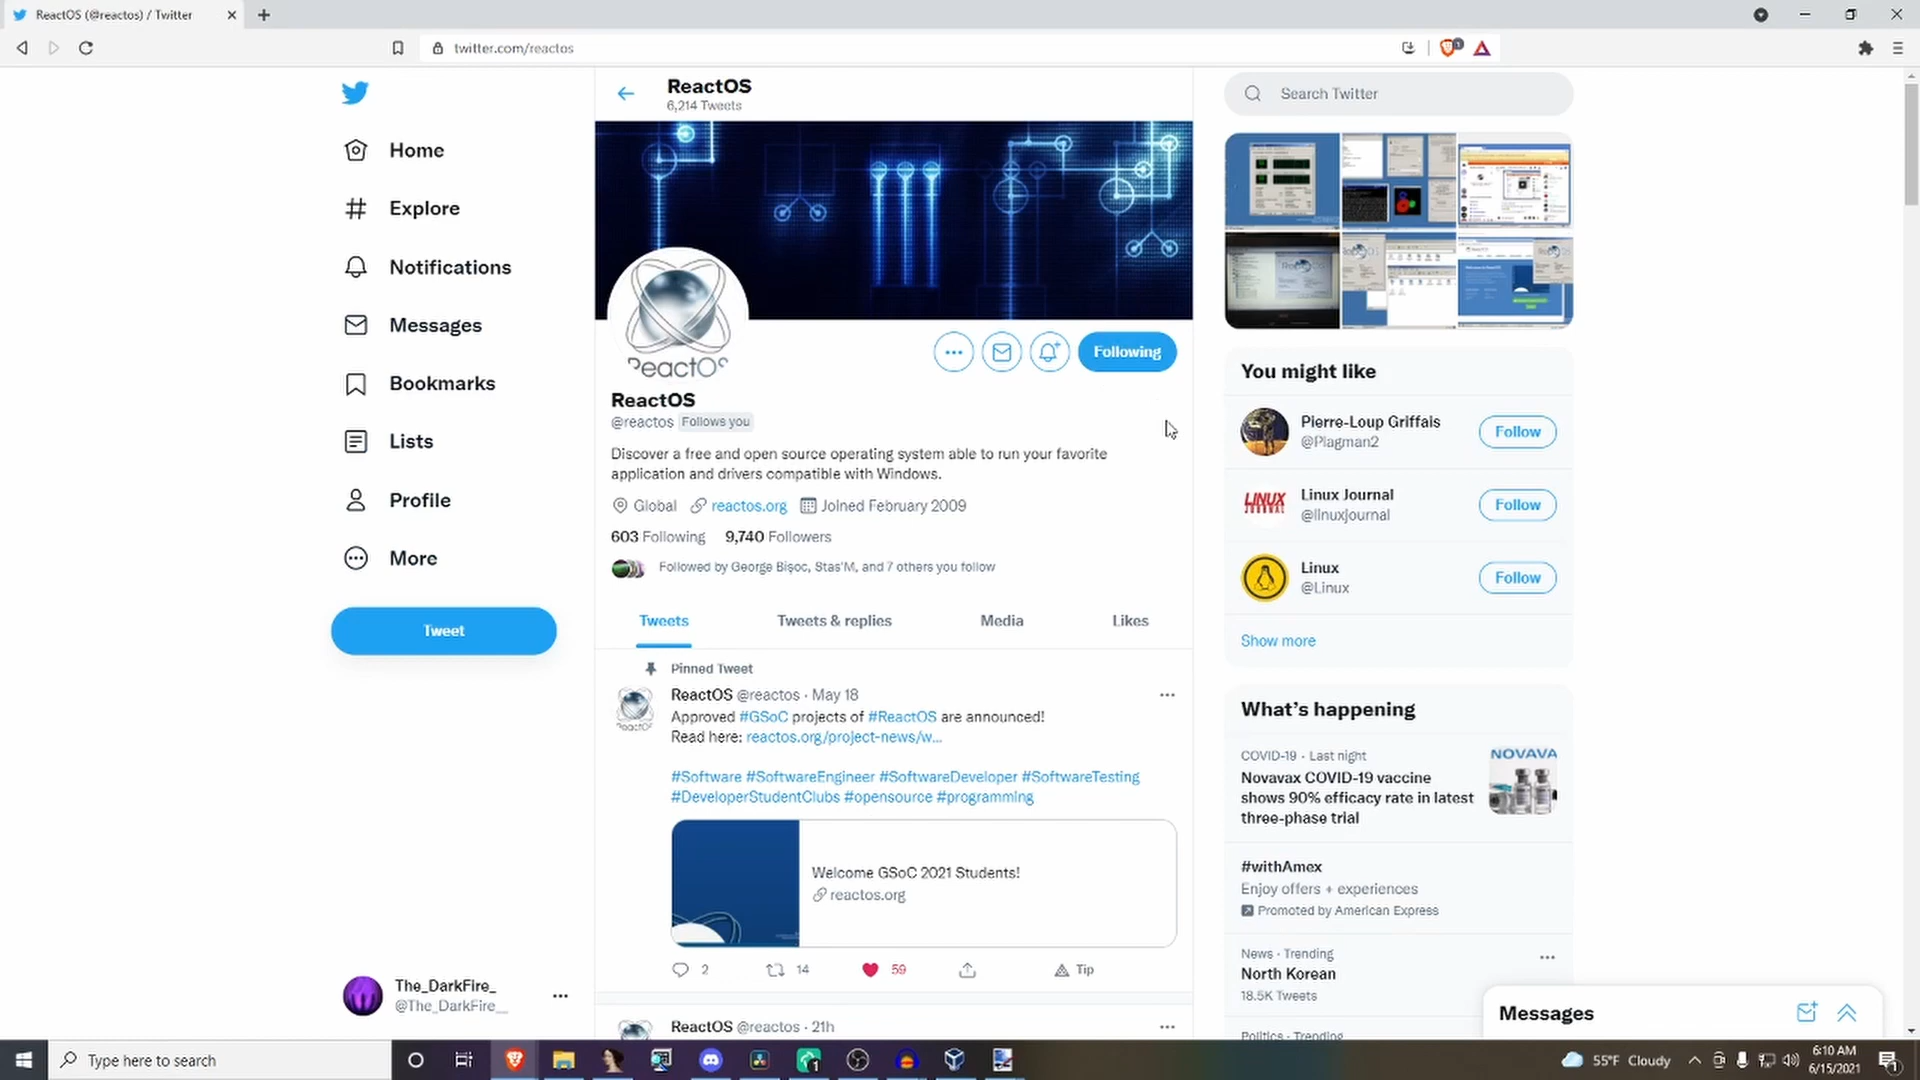 ReactOS (@reactos) / Twitter
twitter.com/reactos
1
Home
Explore
Notifications
Messages
Bookmarks
Lists
Profile
More
Tweet
The_DarkFire_
@The_DarkFire__
ReactOS
6,214 Tweets
ReactOS
Following
ReactOS
@reactos Follows you
Discover a free and open source operating system able to run your favorite
application and drivers compatible with Windows.
Global reactos.org Joined February 2009
603 Following 9,740 Followers
Followed by George Bișoc, Stas'M, and 7 others you follow
Tweets Tweets & replies Media Likes
Pinned Tweet
ReactOS @reactos · May 18
Approved #GSoC projects of #ReactOS are announced!
Read here: reactos.org/project-news/w...
#Software #SoftwareEngineer #SoftwareDeveloper #SoftwareTesting
#DeveloperStudentClubs #opensource #programming
Welcome GSoC 2021 Students!
reactos.org
2 14 59 Tip
ReactOS @reactos · 21h
Search Twitter
You might like
Pierre-Loup Griffais
@Plagman2
Follow
LINUX
JOURNAL
Linux Journal
@linuxjournal
Follow
Linux
@Linux
Follow
Show more
What's happening
COVID-19 · Last night
Novavax COVID-19 vaccine
shows 90% efficacy rate in latest
three-phase trial
NOVAVA
#withAmex
Enjoy offers + experiences
Promoted by American Express
News · Trending
North Korean
18.5K Tweets
Politics · Trending
Messages
Type here to search
1
55°F Cloudy
6:10 AM
6/15/2021
1